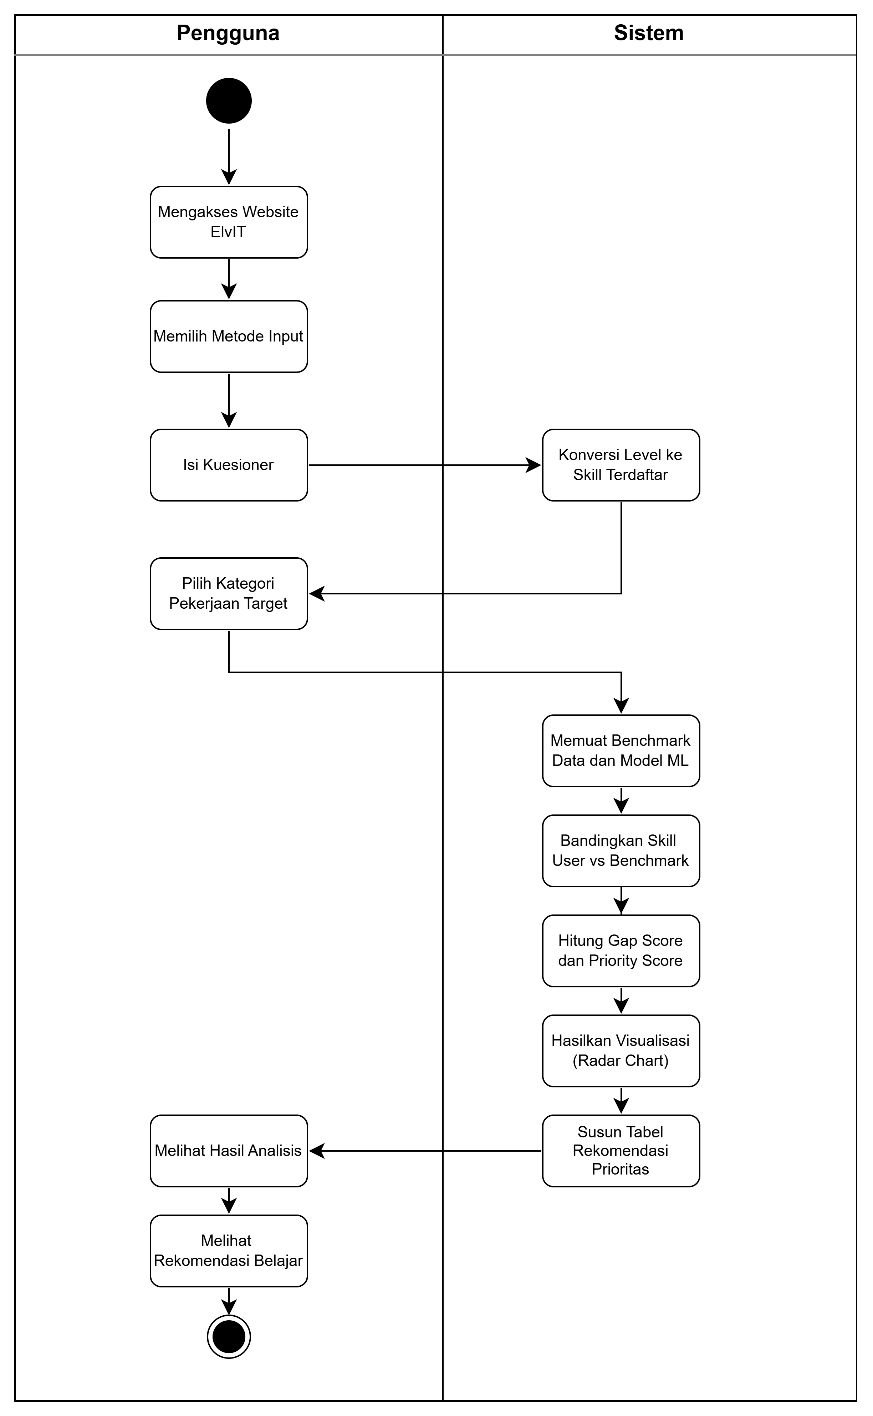 Pengguna
Sistem
Mengakses Website
ElvIT
Memilih Metode Input
Isi Kuesioner
Konversi Level ke
Skill Terdaftar
Pilih Kategori
Pekerjaan Target
Memuat Benchmark
Data dan Model ML
Bandingkan Skill
User vs Benchmark
Hitung Gap Score
dan Priority Score
Hasilkan Visualisasi
(Radar Chart)
Susun Tabel
Rekomendasi
Prioritas
Melihat Hasil Analisis
Melihat
Rekomendasi Belajar